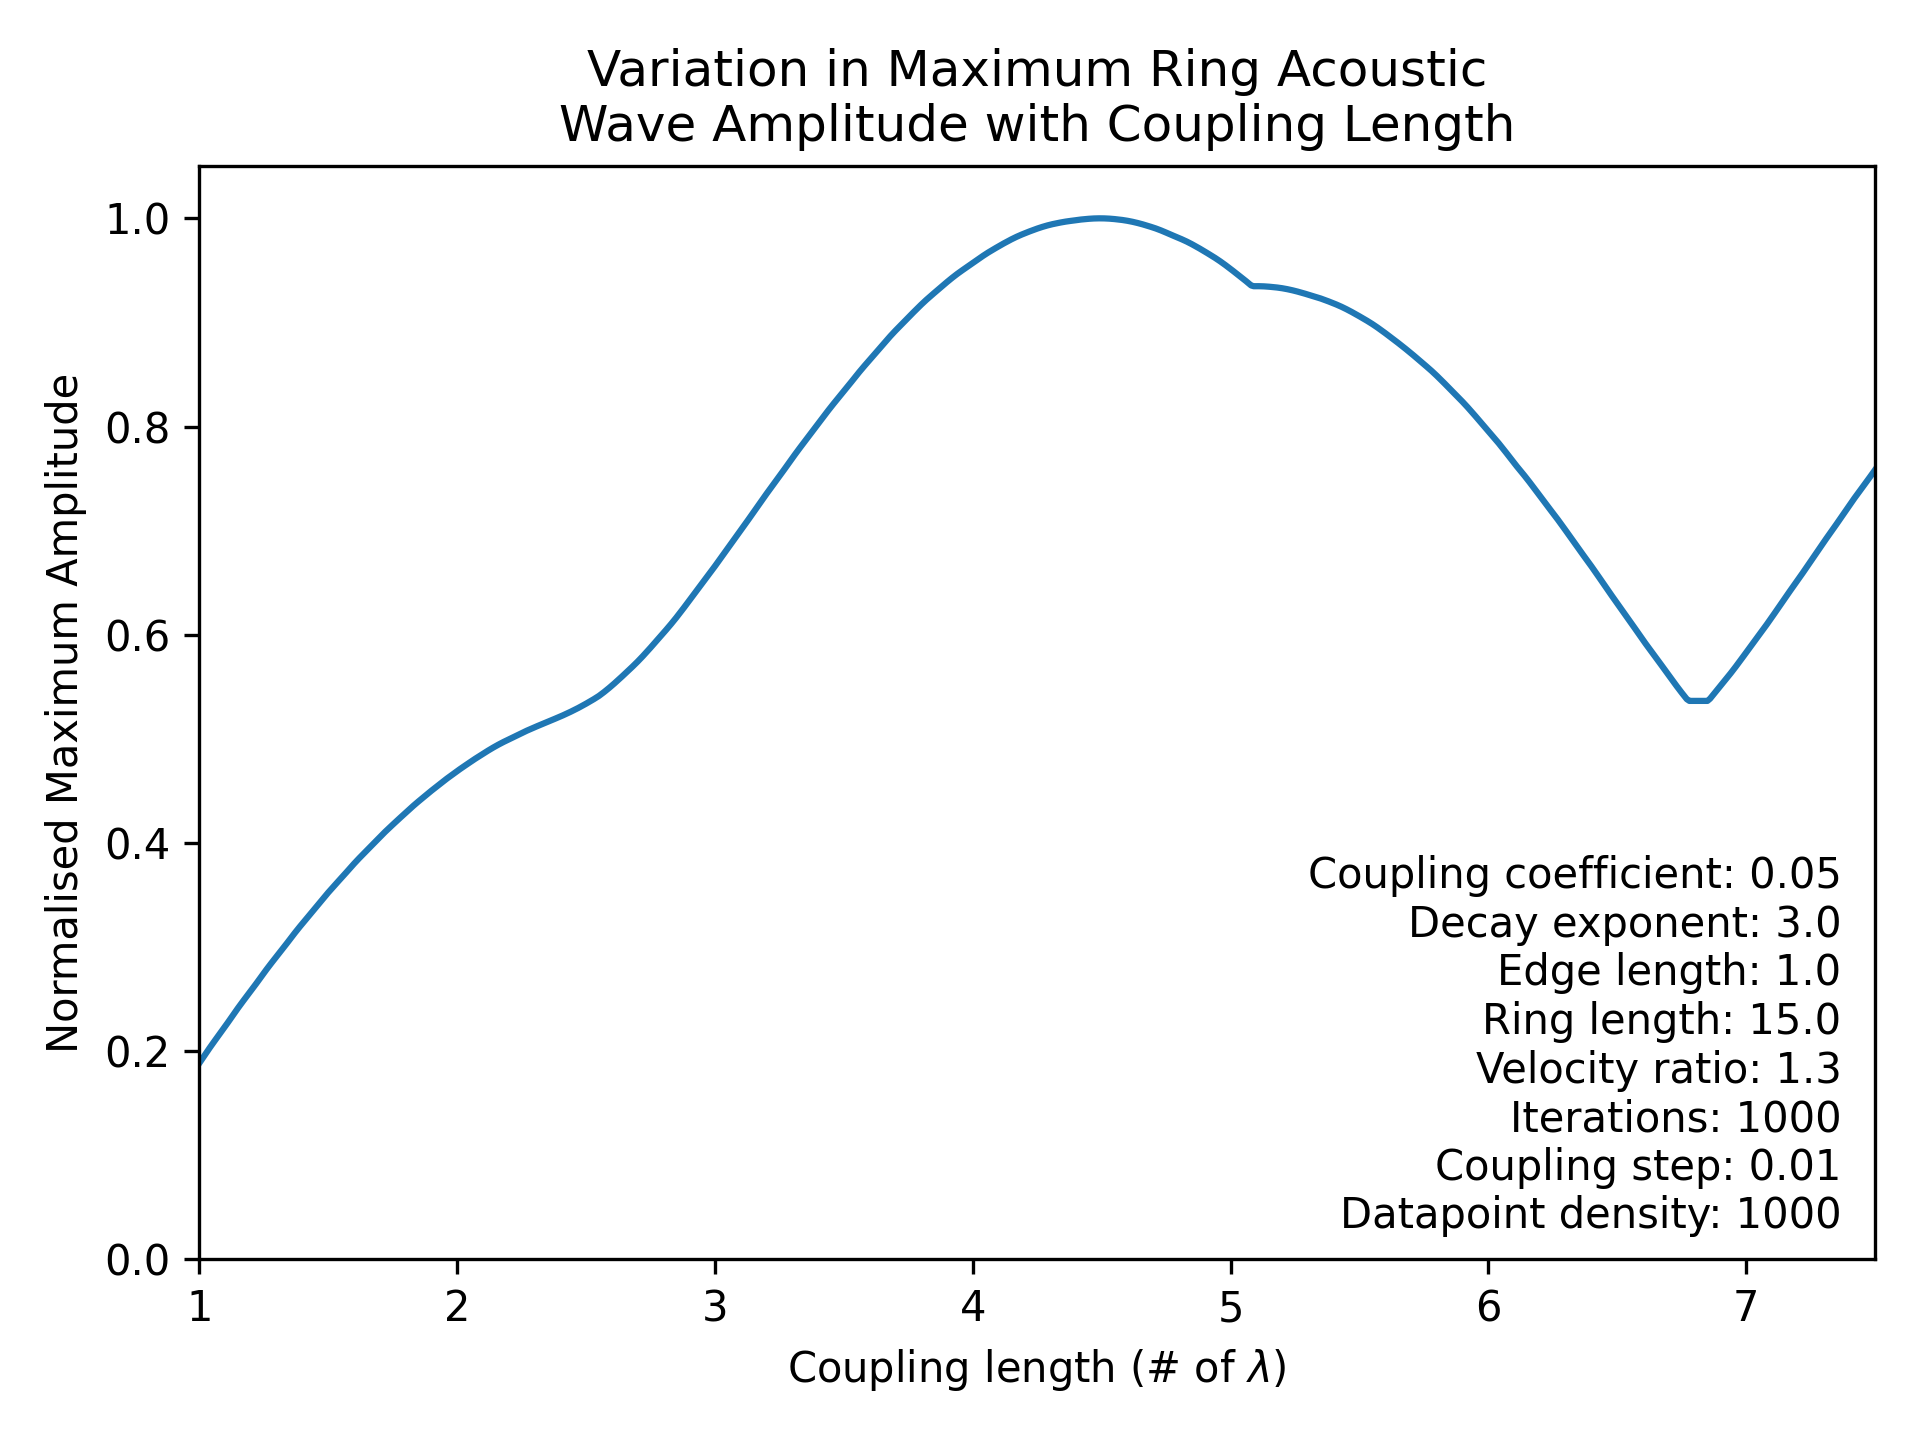 Variation in Maximum Ring Acoustic
Wave Amplitude with Coupling Length
Normalised Maximum Amplitude
1.0
0.8
0.6
0.4
0.2
0.0
Coupling coefficient: 0.05
Decay exponent: 3.0
Edge length: 1.0
Ring length: 15.0
Velocity ratio: 1.3
Iterations: 1000
Coupling step: 0.01
Datapoint density: 1000
1 2 3 4 5 6 7
Coupling length (# of λ)